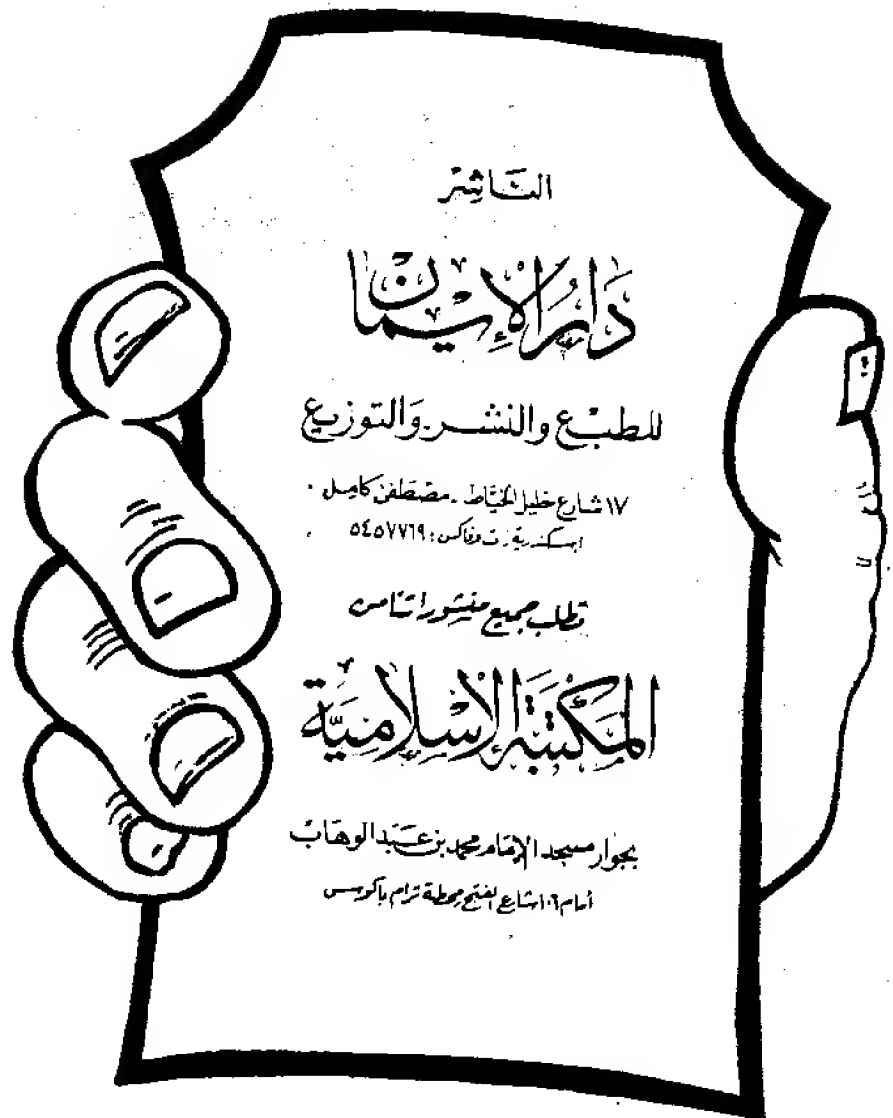 الناشر
دار الإيمان
للطبع والنشر والتوزيع
١٧ شارع خليل الخياط - مصطفى كامل -
اسكندرية : ت وفاكس : ٥٤٥٧٧٦٩
تطلب جميع منشوراتنا من
المكتبة الإسلامية
بجوار مسجد الإمام محمد بن عبد الوهاب
أمام ١٠٦ شارع الفتح محطة ترام باكوس